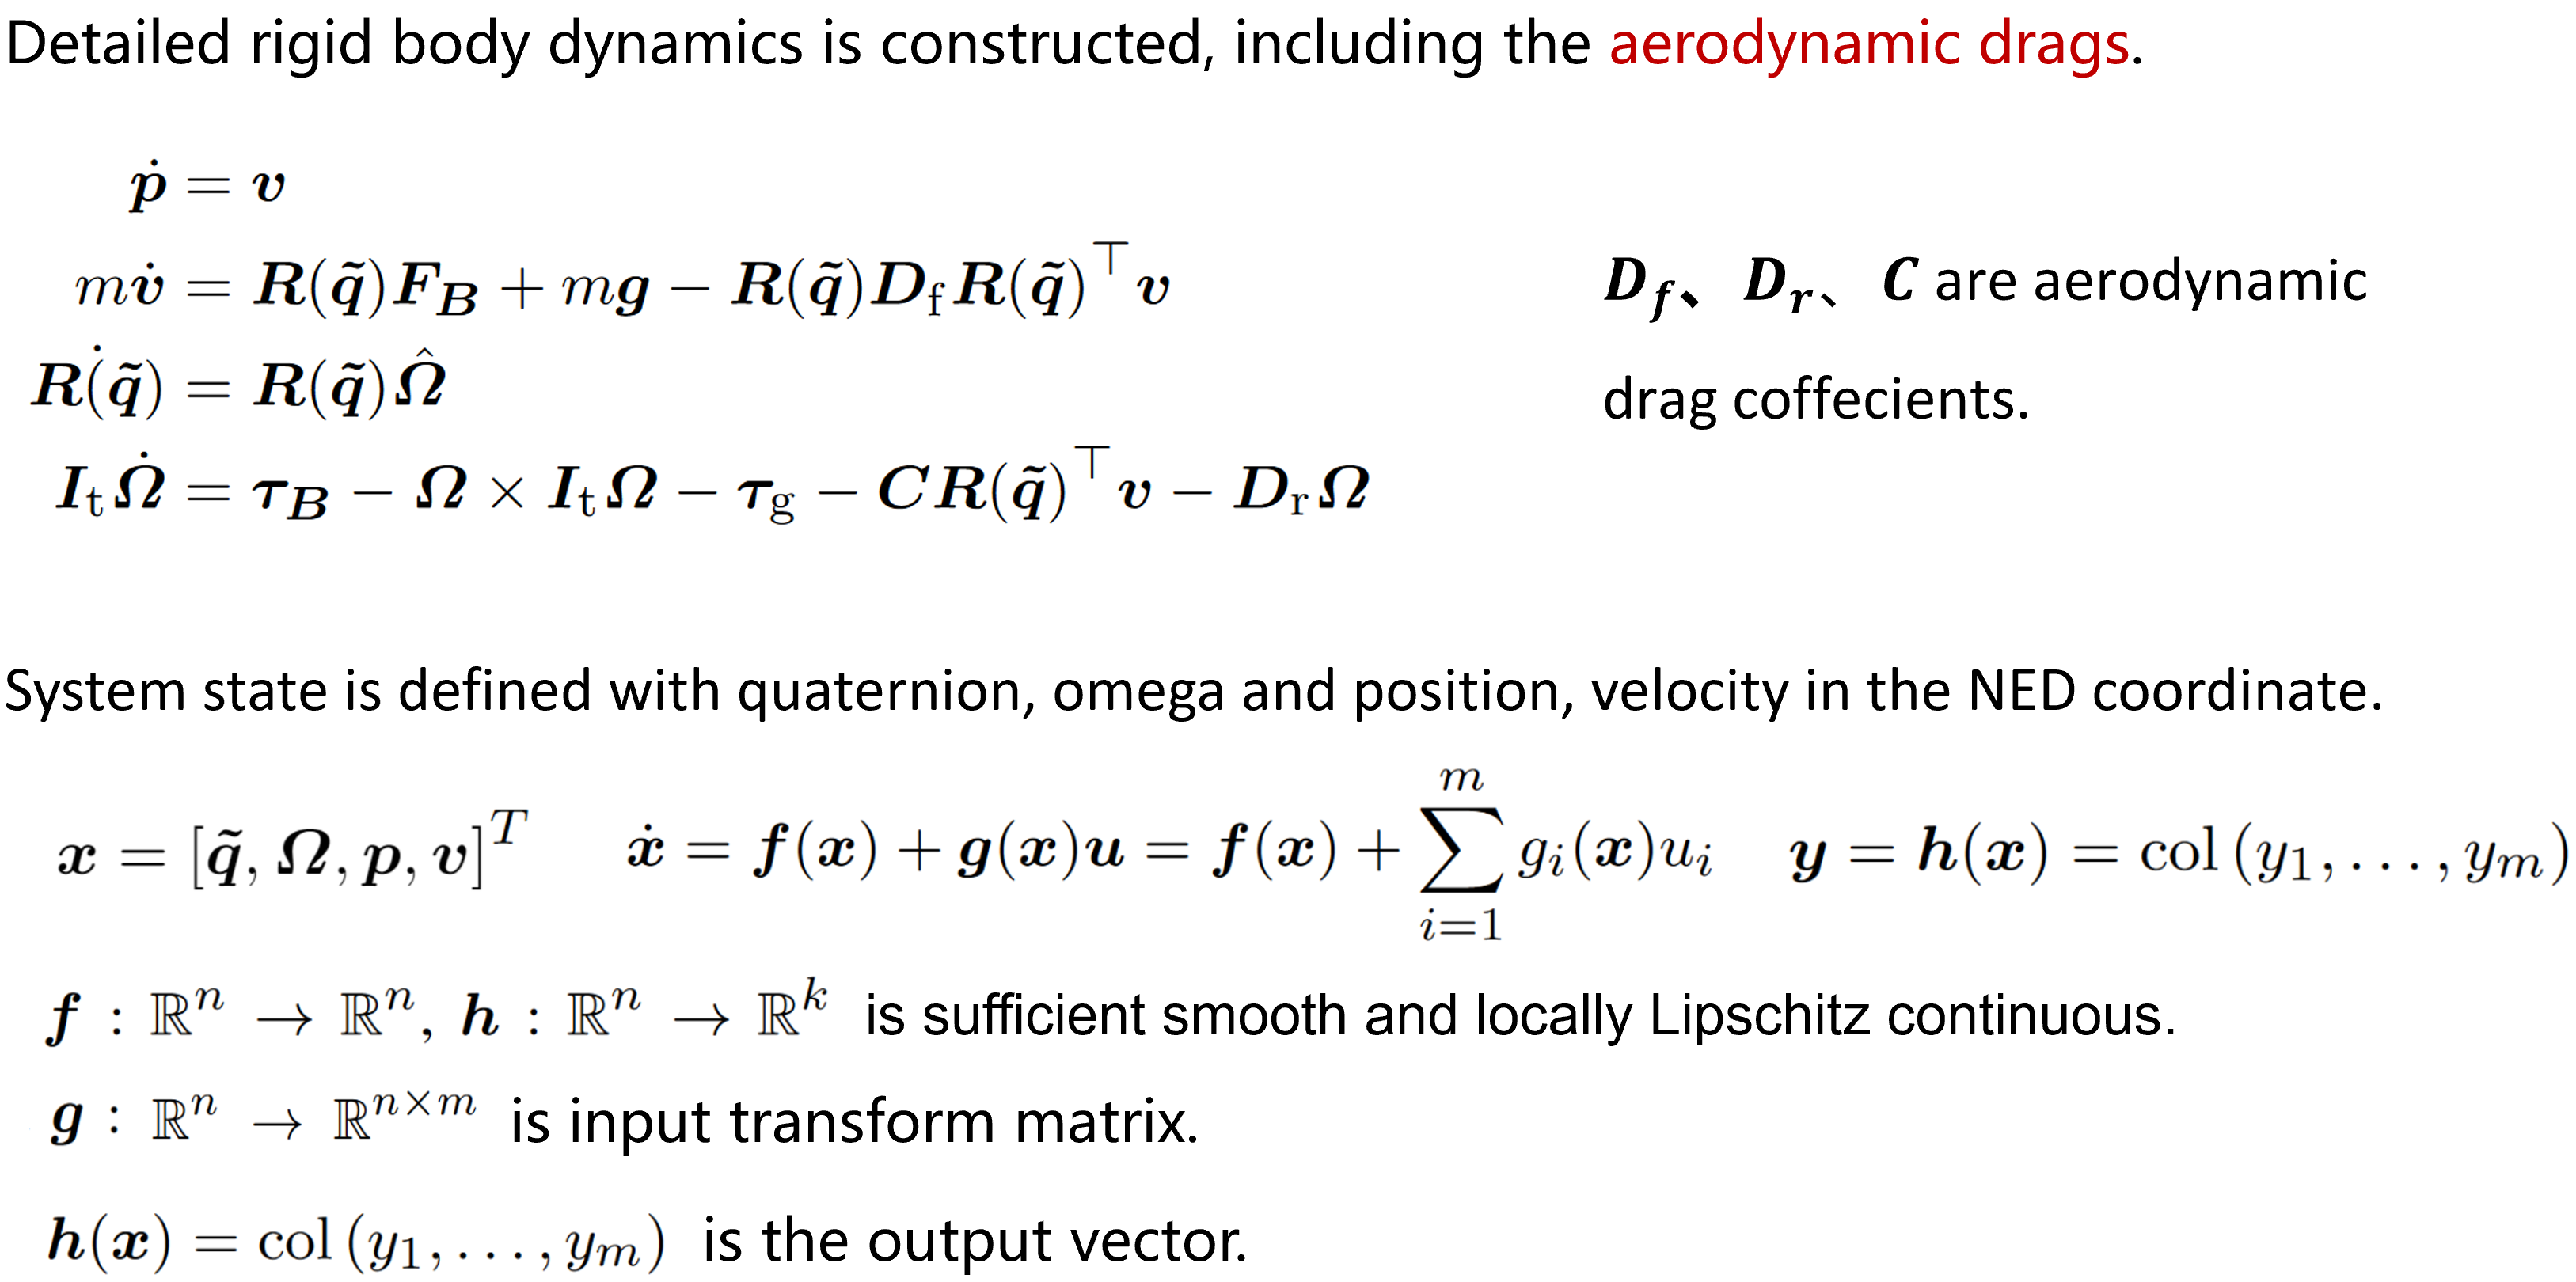 Detailed rigid body dynamics is constructed, including the aerodynamic drags.
$\dot{\boldsymbol{p}} = \boldsymbol{v}$
$m\dot{\boldsymbol{v}} = \boldsymbol{R}(\tilde{\boldsymbol{q}})\boldsymbol{F}_{\boldsymbol{B}} + m\boldsymbol{g} - \boldsymbol{R}(\tilde{\boldsymbol{q}})\boldsymbol{D}_{\mathrm{f}}\boldsymbol{R}(\tilde{\boldsymbol{q}})^{\top}\boldsymbol{v}$
$\dot{\boldsymbol{R}(\tilde{\boldsymbol{q}})} = \boldsymbol{R}(\tilde{\boldsymbol{q}})\hat{\boldsymbol{\Omega}}$
$\boldsymbol{I}_{\mathrm{t}}\dot{\boldsymbol{\Omega}} = \boldsymbol{\tau}_{\boldsymbol{B}} - \boldsymbol{\Omega} \times \boldsymbol{I}_{\mathrm{t}}\boldsymbol{\Omega} - \boldsymbol{\tau}_{\mathrm{g}} - \boldsymbol{C}\boldsymbol{R}(\tilde{\boldsymbol{q}})^{\top}\boldsymbol{v} - \boldsymbol{D}_{\mathrm{r}}\boldsymbol{\Omega}$
$\boldsymbol{D}_f$、 $\boldsymbol{D}_r$、 $\boldsymbol{C}$ are aerodynamic
drag coffecients.
System state is defined with quaternion, omega and position, velocity in the NED coordinate.
$\boldsymbol{x} = [\tilde{\boldsymbol{q}}, \boldsymbol{\Omega}, \boldsymbol{p}, \boldsymbol{v}]^T$ $\dot{\boldsymbol{x}} = \boldsymbol{f}(\boldsymbol{x}) + \boldsymbol{g}(\boldsymbol{x})\boldsymbol{u} = \boldsymbol{f}(\boldsymbol{x}) + \sum_{i=1}^{m} g_i(\boldsymbol{x})u_i$ $\boldsymbol{y} = \boldsymbol{h}(\boldsymbol{x}) = \mathrm{col}(y_1, \ldots, y_m)$
$\boldsymbol{f} : \mathbb{R}^n \to \mathbb{R}^n, \boldsymbol{h} : \mathbb{R}^n \to \mathbb{R}^k$ is sufficient smooth and locally Lipschitz continuous.
$\boldsymbol{g} : \mathbb{R}^n \to \mathbb{R}^{n \times m}$ is input transform matrix.
$\boldsymbol{h}(\boldsymbol{x}) = \mathrm{col}(y_1, \ldots, y_m)$ is the output vector.